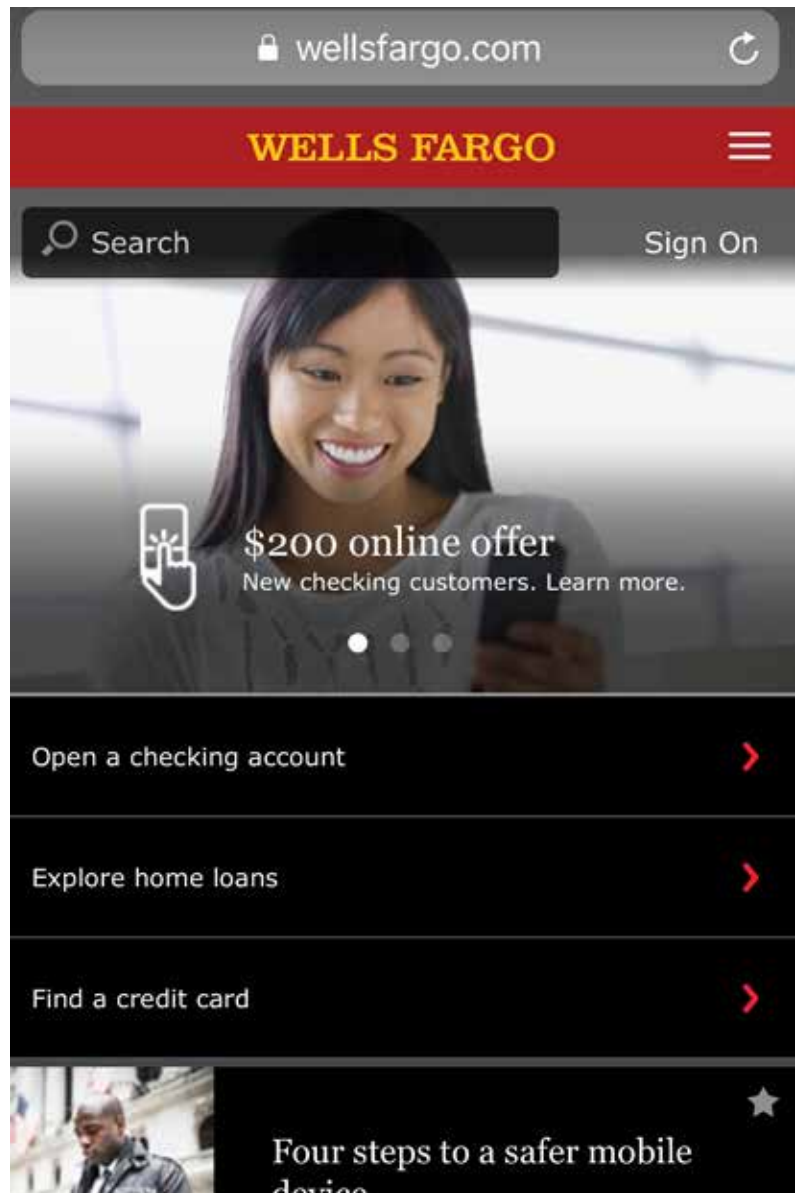 wellsfargo.com
WELLS FARGO
Search
Sign On
$200 online offer
New checking customers. Learn more.
Open a checking account
Explore home loans
Find a credit card
Four steps to a safer mobile
device